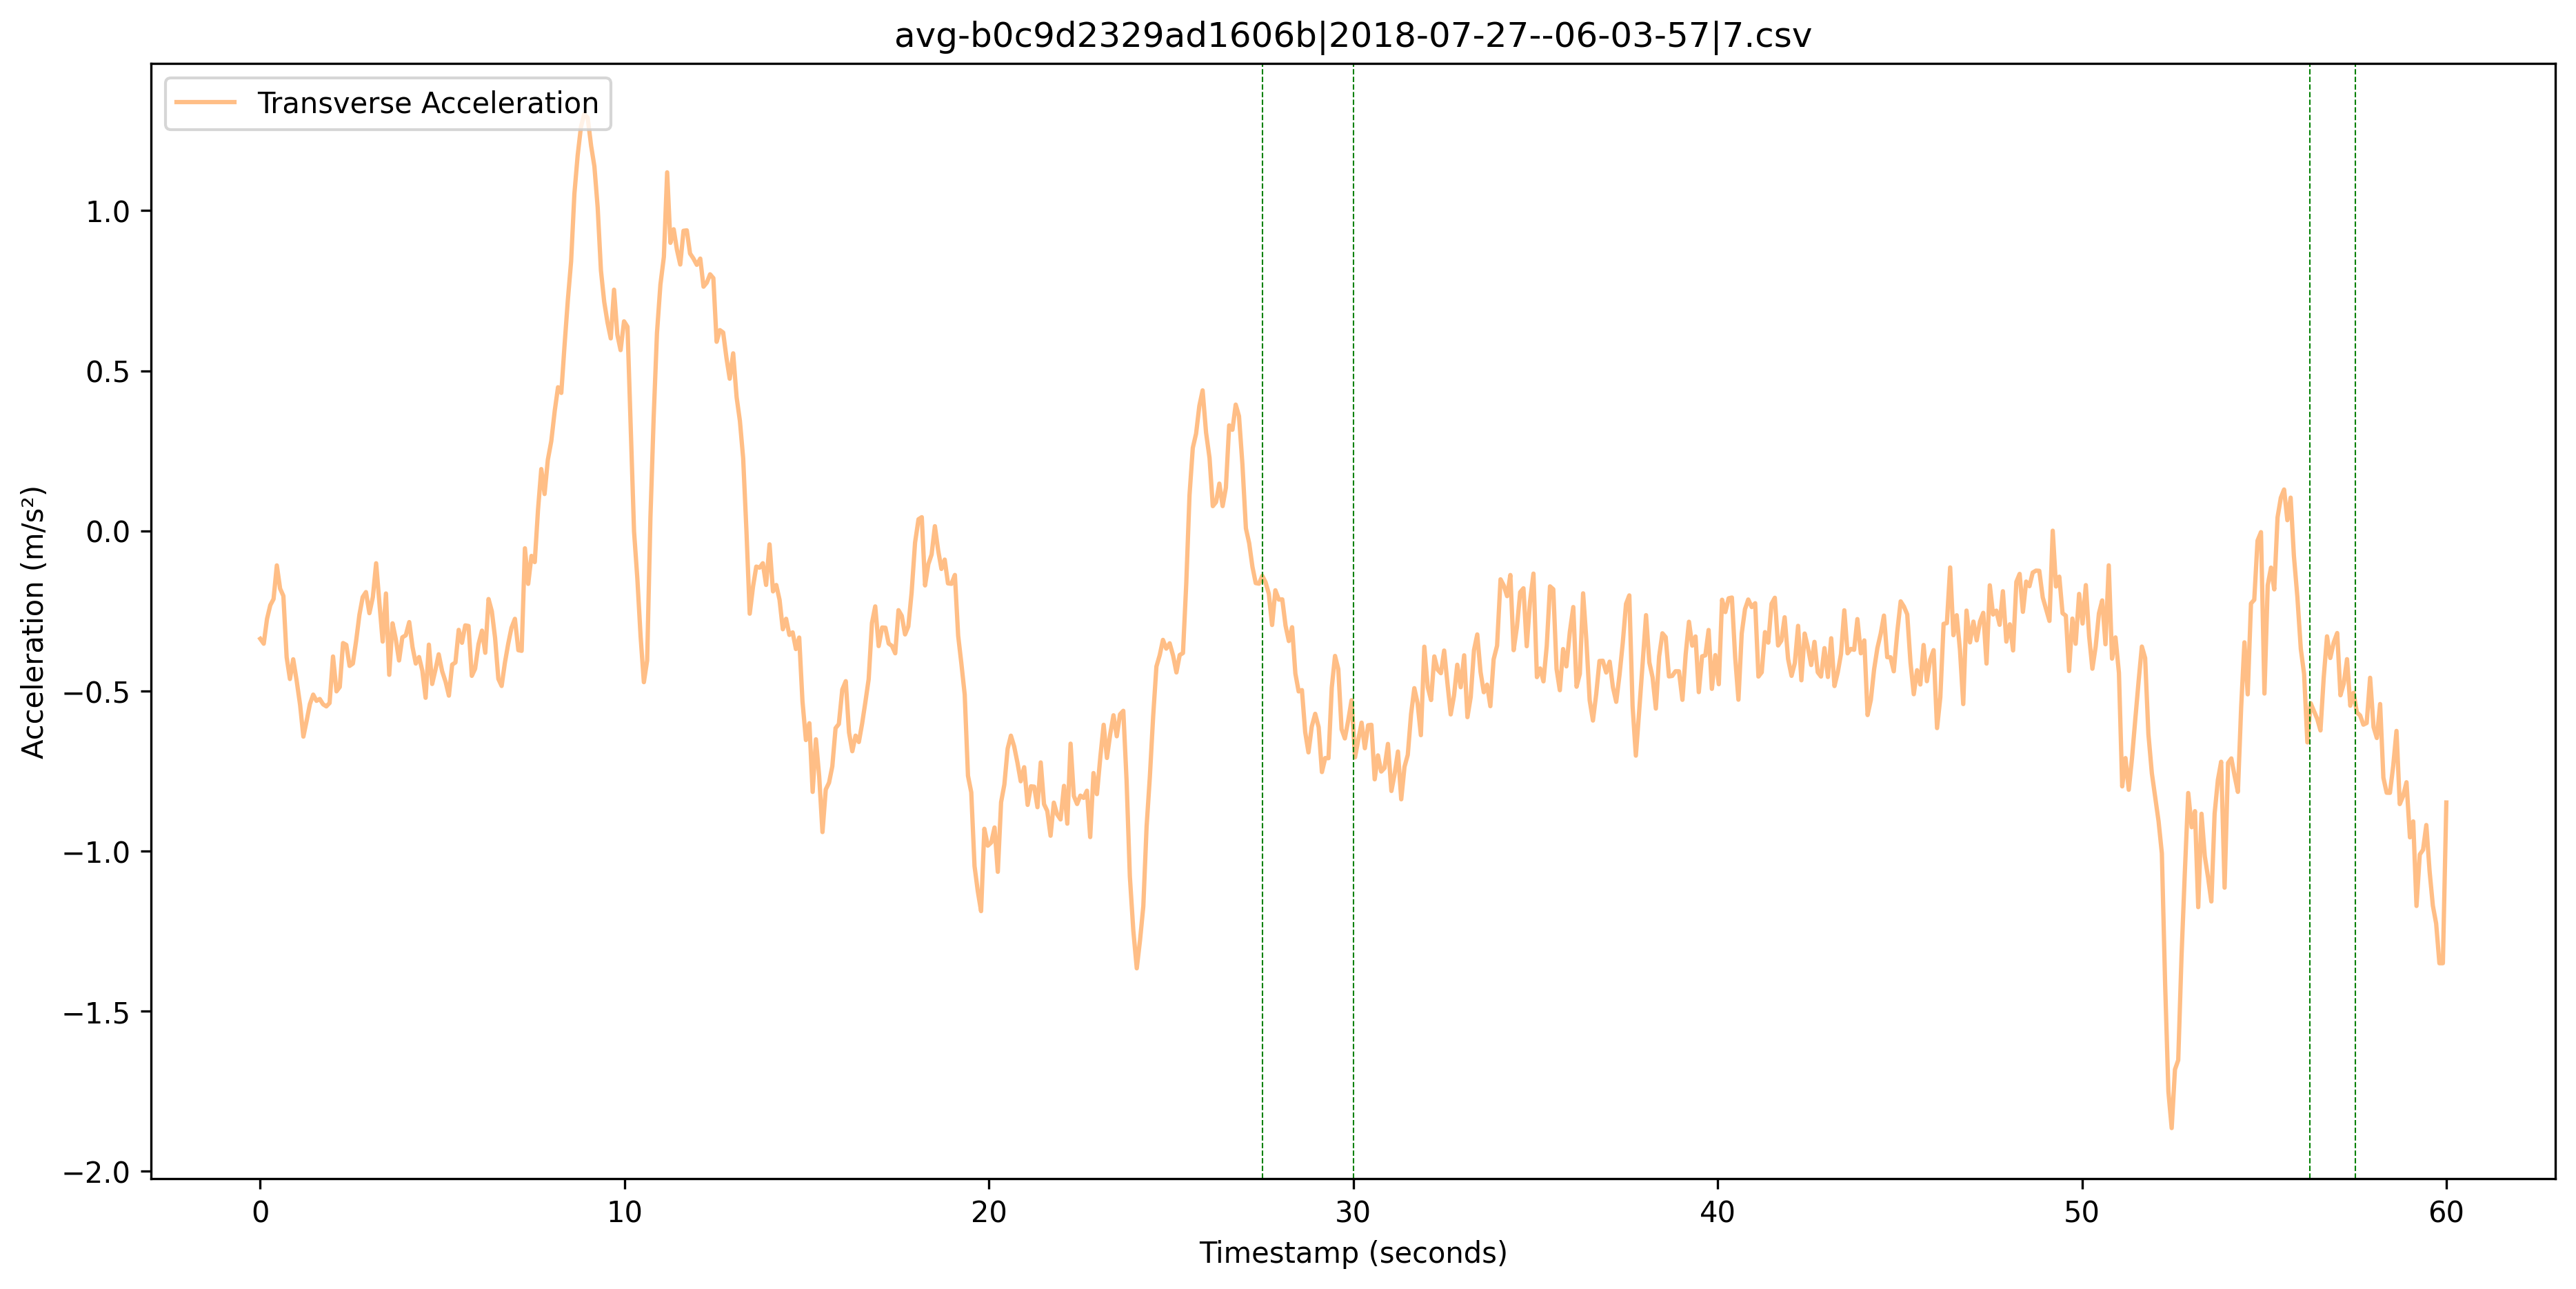 avg-b0c9d2329ad1606b|2018-07-27--06-03-57|7.csv
Transverse Acceleration
1.0
0.5
0.0
−0.5
−1.0
−1.5
−2.0
Acceleration (m/s²)
0 10 20 30 40 50 60
Timestamp (seconds)